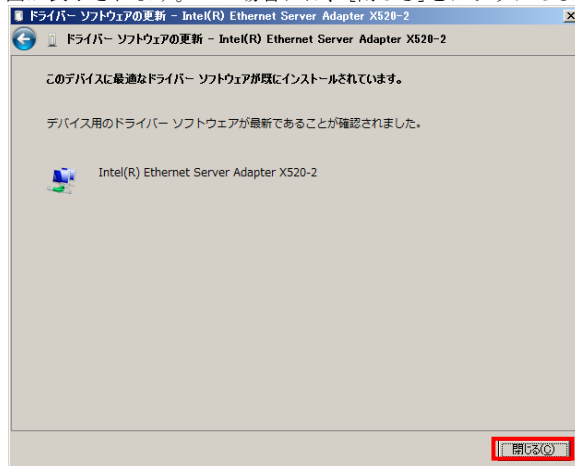 ドライバー ソフトウェアの更新 - Intel(R) Ethernet Server Adapter X520-2
ドライバー ソフトウェアの更新 - Intel(R) Ethernet Server Adapter X520-2
このデバイスに最適なドライバー ソフトウェアが既にインストールされています。
デバイス用のドライバー ソフトウェアが最新であることが確認されました。
Intel(R) Ethernet Server Adapter X520-2
閉じる(C)